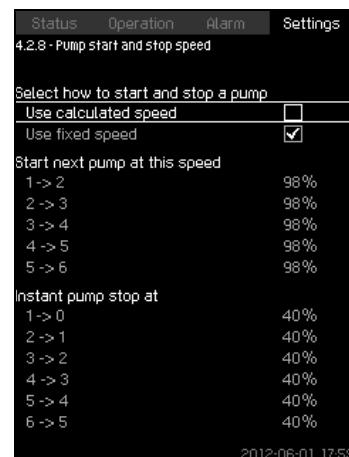 Status Operation Alarm Settings
4.2.8 - Pump start and stop speed
Select how to start and stop a pump
Use calculated speed
Use fixed speed
Start next pump at this speed
1 -> 2 98%
2 -> 3 98%
3 -> 4 98%
4 -> 5 98%
5 -> 6 98%
Instant pump stop at
1 -> 0 40%
2 -> 1 40%
3 -> 2 40%
4 -> 3 40%
5 -> 4 40%
6 -> 5 40%
2012-06-01 17:59